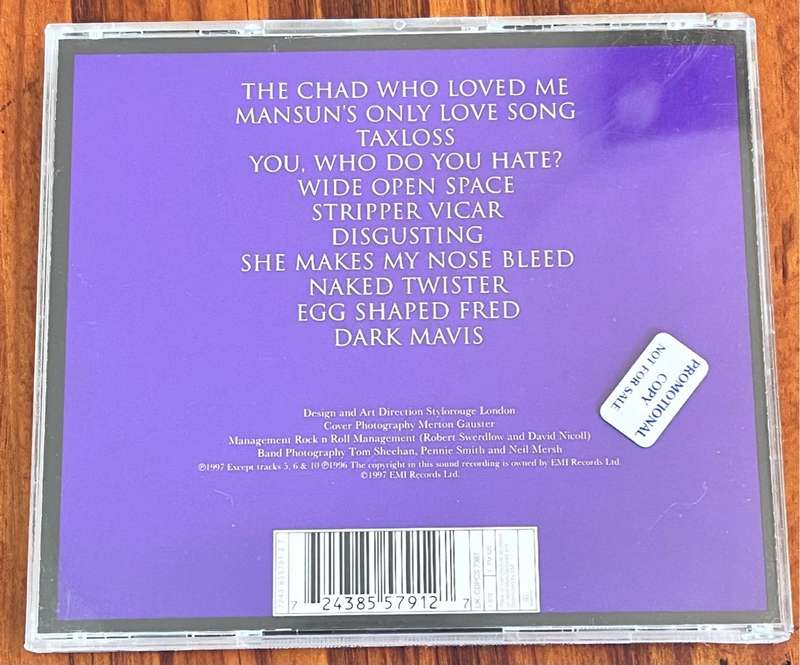 THE CHAD WHO LOVED ME
MANSUN'S ONLY LOVE SONG
TAXLOSS
YOU, WHO DO YOU HATE?
WIDE OPEN SPACE
STRIPPER VICAR
DISGUSTING
SHE MAKES MY NOSE BLEED
NAKED TWISTER
EGG SHAPED FRED
DARK MAVIS
PROMOTIONAL
COPY
NOT FOR SALE
Design and Art Direction Stylorouge London
Cover Photography Merton Gauster
Management Rock n Roll Management (Robert Swerdlow and David Nicoll)
Band Photography Tom Sheehan, Pennie Smith and Neil Mersh
℗1997 Except tracks 5, 6 & 10 ℗1996 The copyright in this sound recording is owned by EMI Records Ltd.
©1997 EMI Records Ltd.
7 24385 57912 7